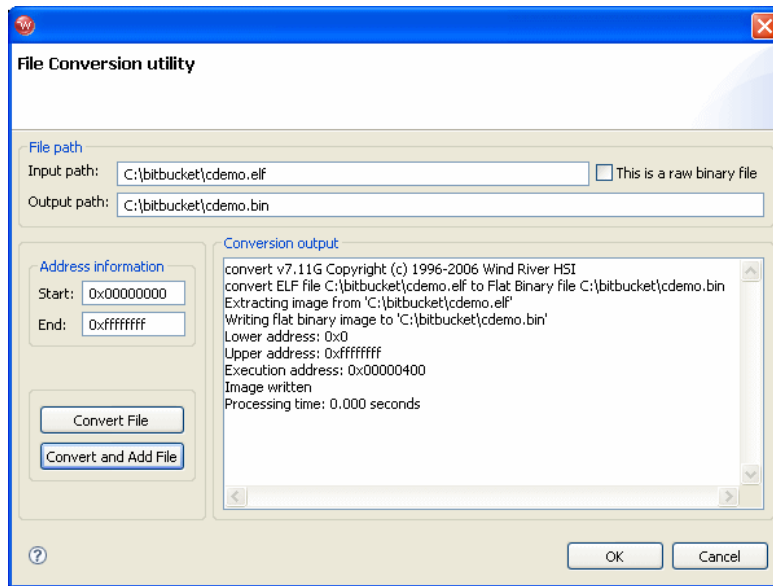 File Conversion utility
File path
Input path: C:\bitbucket\cdemo.elf This is a raw binary file
Output path: C:\bitbucket\cdemo.bin
Address information
Start: 0x00000000
End: 0xffffffff
Convert File
Convert and Add File
Conversion output
convert v7.11G Copyright (c) 1996-2006 Wind River HSI
convert ELF file C:\bitbucket\cdemo.elf to Flat Binary file C:\bitbucket\cdemo.bin
Extracting image from 'C:\bitbucket\cdemo.elf'
Writing flat binary image to 'C:\bitbucket\cdemo.bin'
Lower address: 0x0
Upper address: 0xffffffff
Execution address: 0x00000400
Image written
Processing time: 0.000 seconds
?
OK Cancel